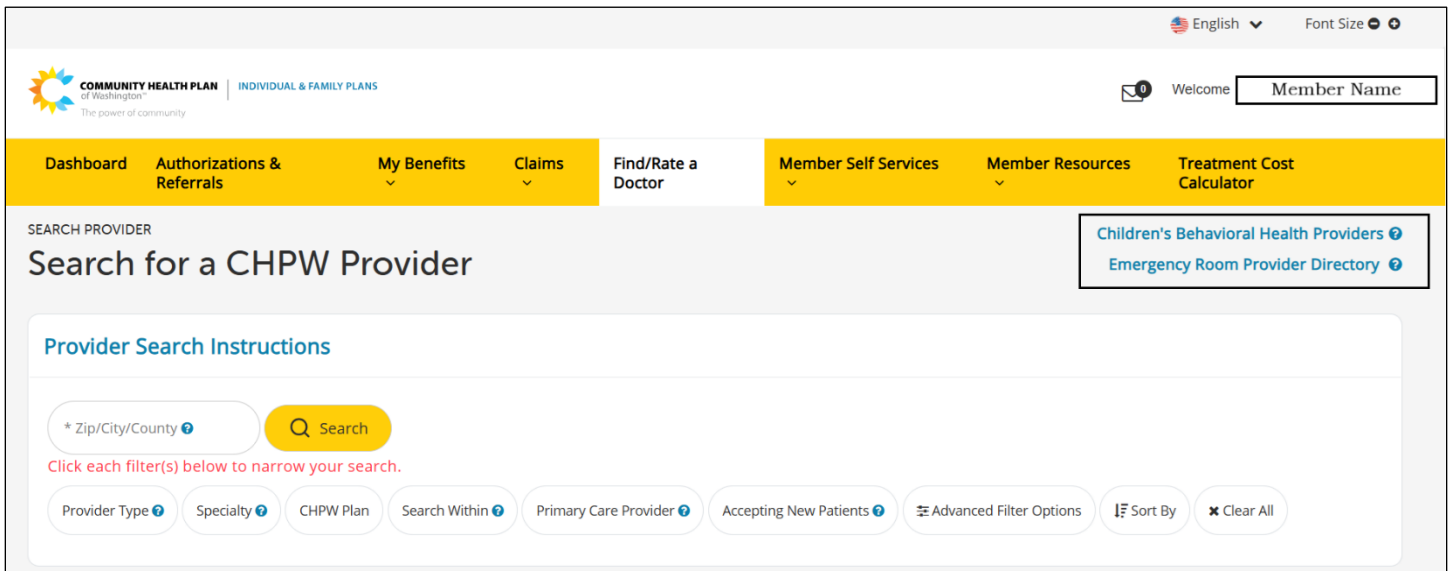 English
Font Size
COMMUNITY HEALTH PLAN
of Washington™
The power of community
INDIVIDUAL & FAMILY PLANS
0
Welcome
Member Name
Dashboard
Authorizations &
Referrals
My Benefits
Claims
Find/Rate a
Doctor
Member Self Services
Member Resources
Treatment Cost
Calculator
SEARCH PROVIDER
Search for a CHPW Provider
Children's Behavioral Health Providers ?
Emergency Room Provider Directory ?
Provider Search Instructions
* Zip/City/County ?
Search
Click each filter(s) below to narrow your search.
Provider Type ?
Specialty ?
CHPW Plan
Search Within ?
Primary Care Provider ?
Accepting New Patients ?
Advanced Filter Options
Sort By
Clear All